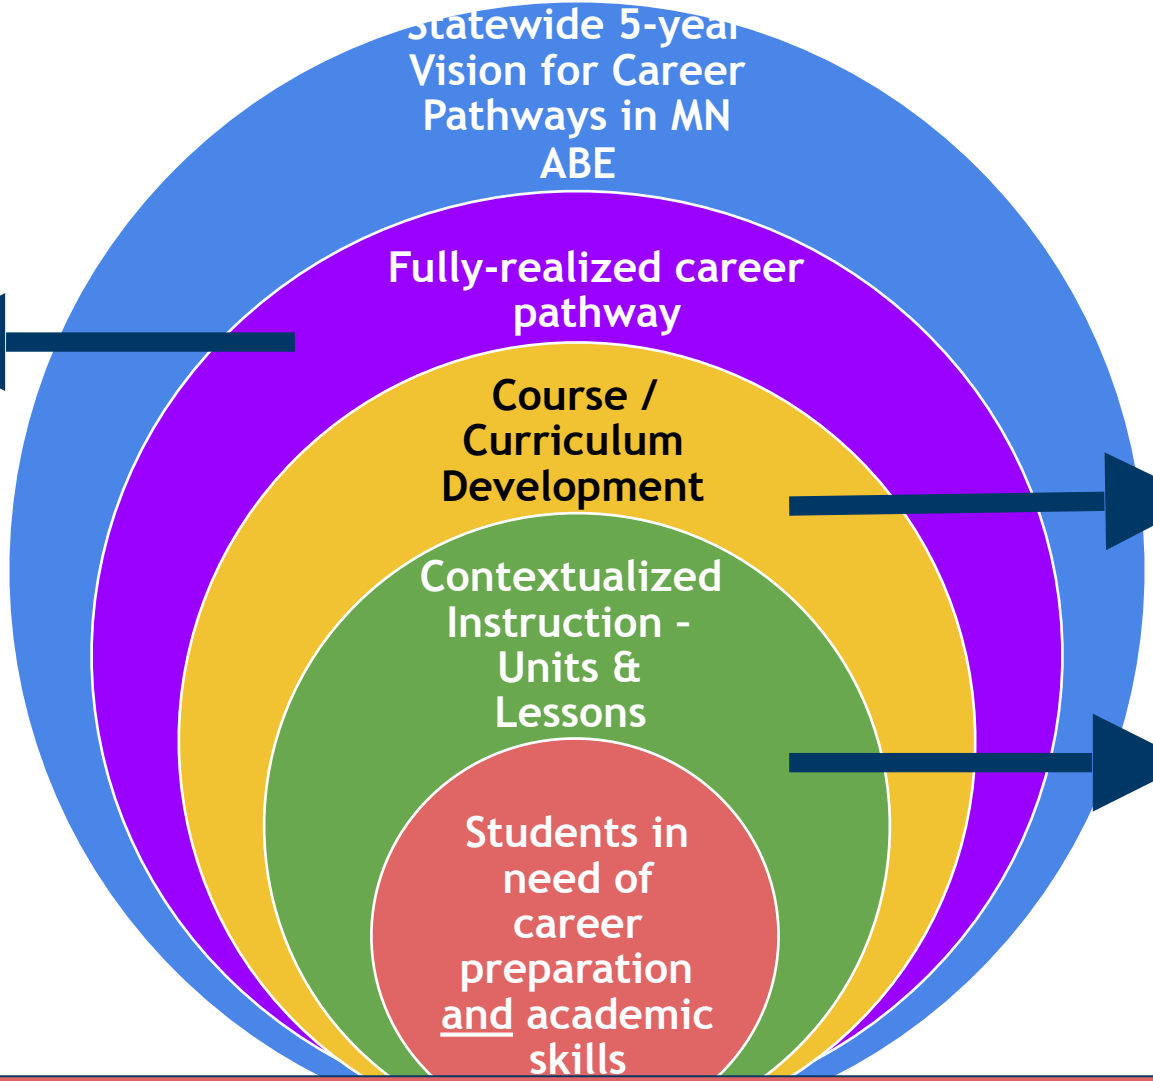 Statewide 5-year
Vision for Career
Pathways in MN
ABE
Fully-realized career
pathway
Course /
Curriculum
Development
Contextualized
Instruction –
Units &
Lessons
Students in
need of
career
preparation
and academic
skills